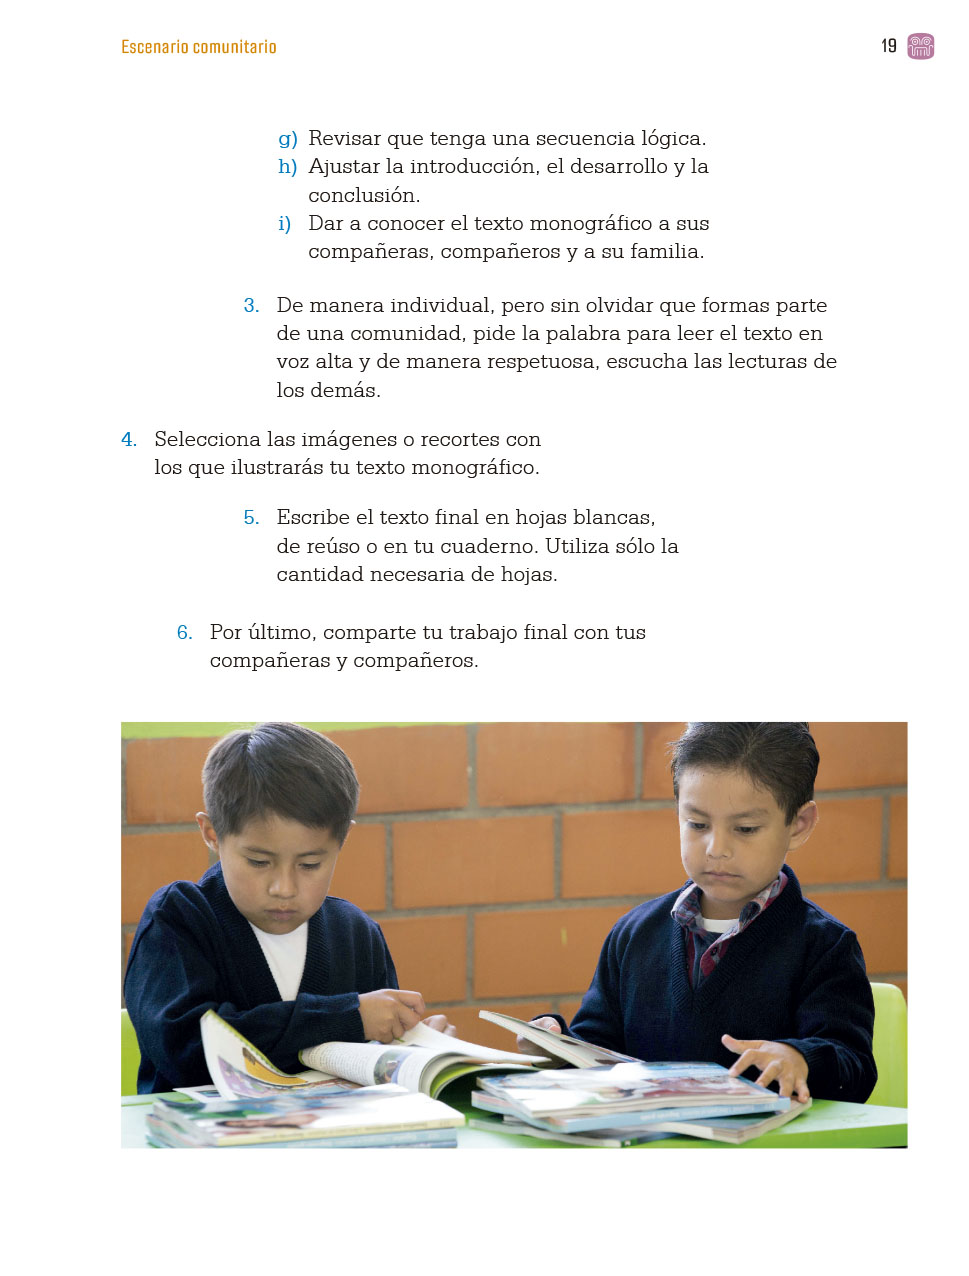 Escenario comunitario
19
g) Revisar que tenga una secuencia lógica.
h) Ajustar la introducción, el desarrollo y la
conclusión.
i) Dar a conocer el texto monográfico a sus
compañeras, compañeros y a su familia.
3. De manera individual, pero sin olvidar que formas parte
de una comunidad, pide la palabra para leer el texto en
voz alta y de manera respetuosa, escucha las lecturas de
los demás.
4. Selecciona las imágenes o recortes con
los que ilustrarás tu texto monográfico.
5. Escribe el texto final en hojas blancas,
de reúso o en tu cuaderno. Utiliza sólo la
cantidad necesaria de hojas.
6. Por último, comparte tu trabajo final con tus
compañeras y compañeros.